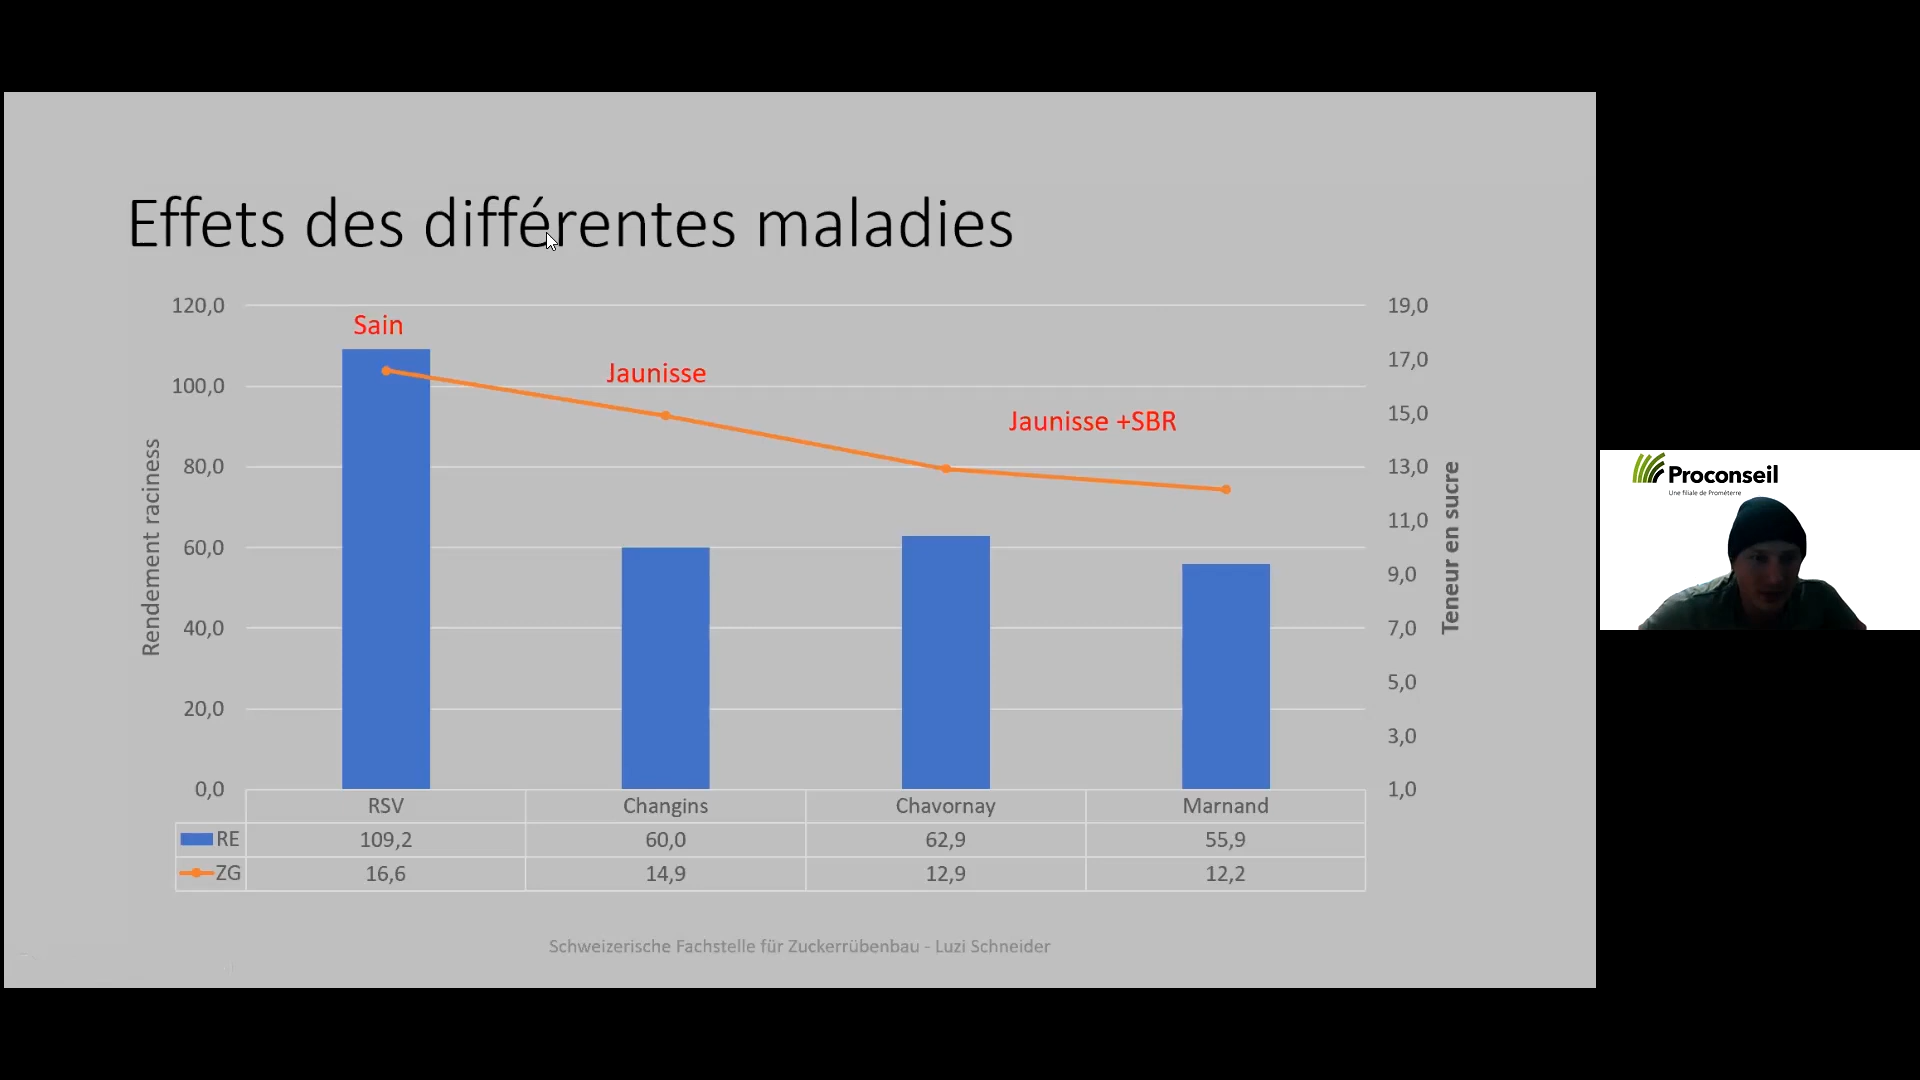 Effets des différentes maladies
120,0
100,0
80,0
60,0
40,0
20,0
0,0
Rendement raciness
Sain
Jaunisse
Jaunisse +SBR
19,0
17,0
15,0
13,0
11,0
9,0
7,0
5,0
3,0
1,0
Teneur en sucre
RSV Changins Chavornay Marnand
RE 109,2 60,0 62,9 55,9
ZG 16,6 14,9 12,9 12,2
Schweizerische Fachstelle für Zuckerrübenbau - Luzi Schneider
Proconseil
Une filiale de Prométerre